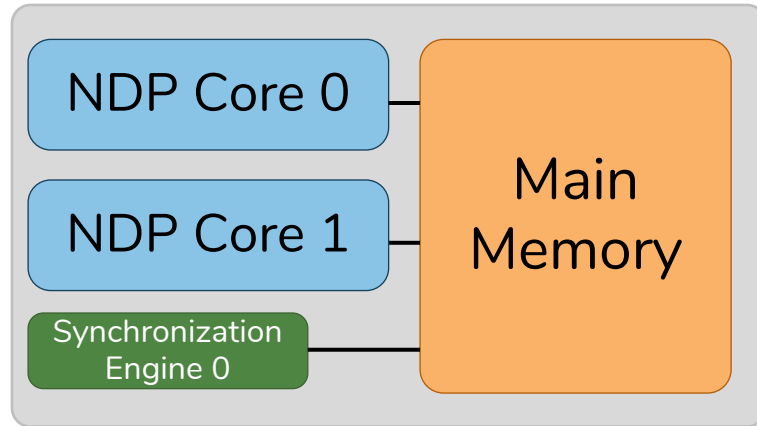 NDP Core 0
NDP Core 1
Synchronization
Engine 0
Main
Memory